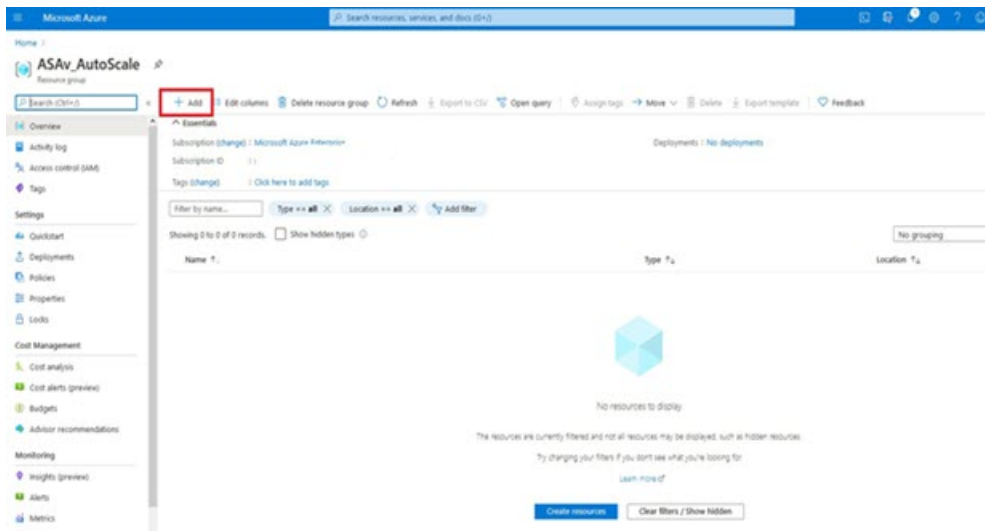 Microsoft Azure
Search resources, services, and docs (G+/)
Home
ASAv_AutoScale
Resource group
Search (Ctrl+/)
Add Edit columns Delete resource group Refresh Export to CSV Open query Assign tags Move Delete Export template Feedback
Overview
Activity log
Access control (IAM)
Tags
Settings
Quickstart
Deployments
Policies
Properties
Locks
Cost Management
Cost analysis
Cost alerts (preview)
Budgets
Advisor recommendations
Monitoring
Insights (preview)
Alerts
Metrics
Essentials
Subscription (change) : Microsoft Azure Enterprise
Deployments : No deployments
Subscription ID :
Tags (change) : Click here to add tags
Filter by name... Type == all Location == all Add filter
Showing 0 to 0 of 0 records. Show hidden types
No grouping
Name Type Location
No resources to display
The resources are currently filtered and not all resources may be displayed, such as hidden resources.
Try changing your filters if you don't see what you're looking for.
Learn more
Create resources Clear filters / Show hidden